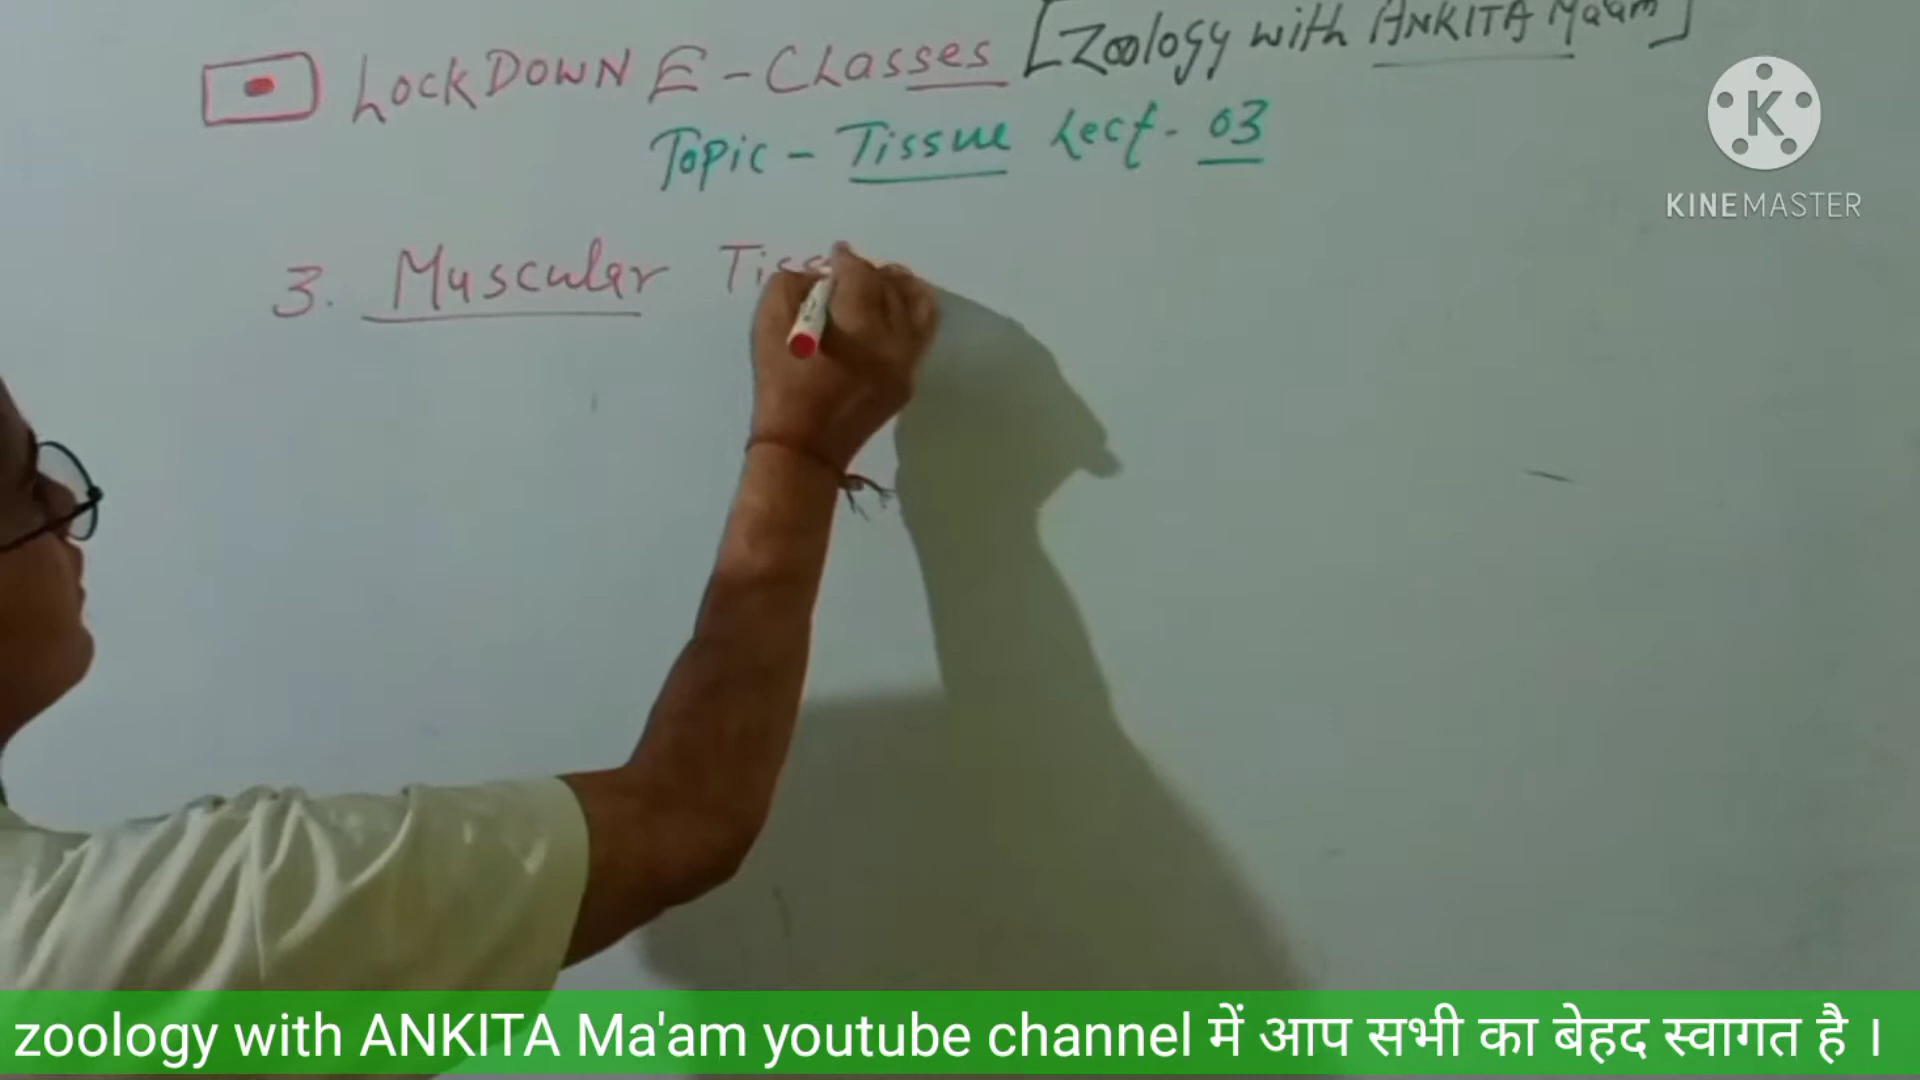 LOCKDOWN E-Classes [Zoology with ANKITA Ma'am]
Topic - Tissue Lect- 03
KINEMASTER
3. Muscular Tiss
zoology with ANKITA Ma'am youtube channel में आप सभी का बेहद स्वागत है ।